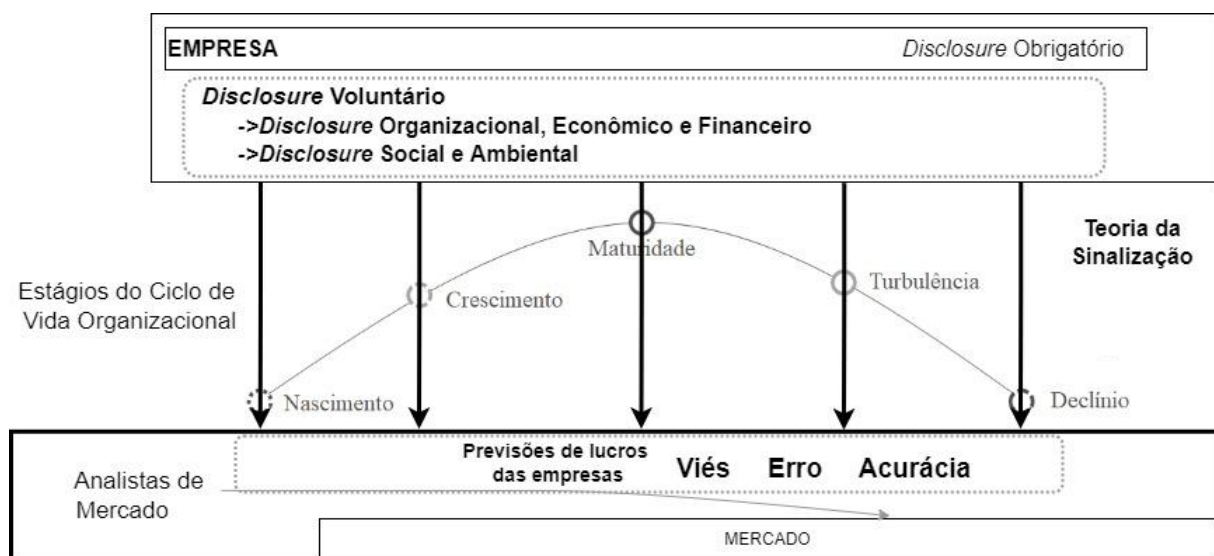 EMPRESA
Disclosure Obrigatório
Disclosure Voluntário
->Disclosure Organizacional, Econômico e Financeiro
->Disclosure Social e Ambiental
Teoria da
Sinalização
Maturidade
Turbulência
Crescimento
Estágios do Ciclo de
Vida Organizacional
Nascimento
Declínio
Previsões de lucros
das empresas
Viés Erro Acurácia
Analistas de
Mercado
MERCADO